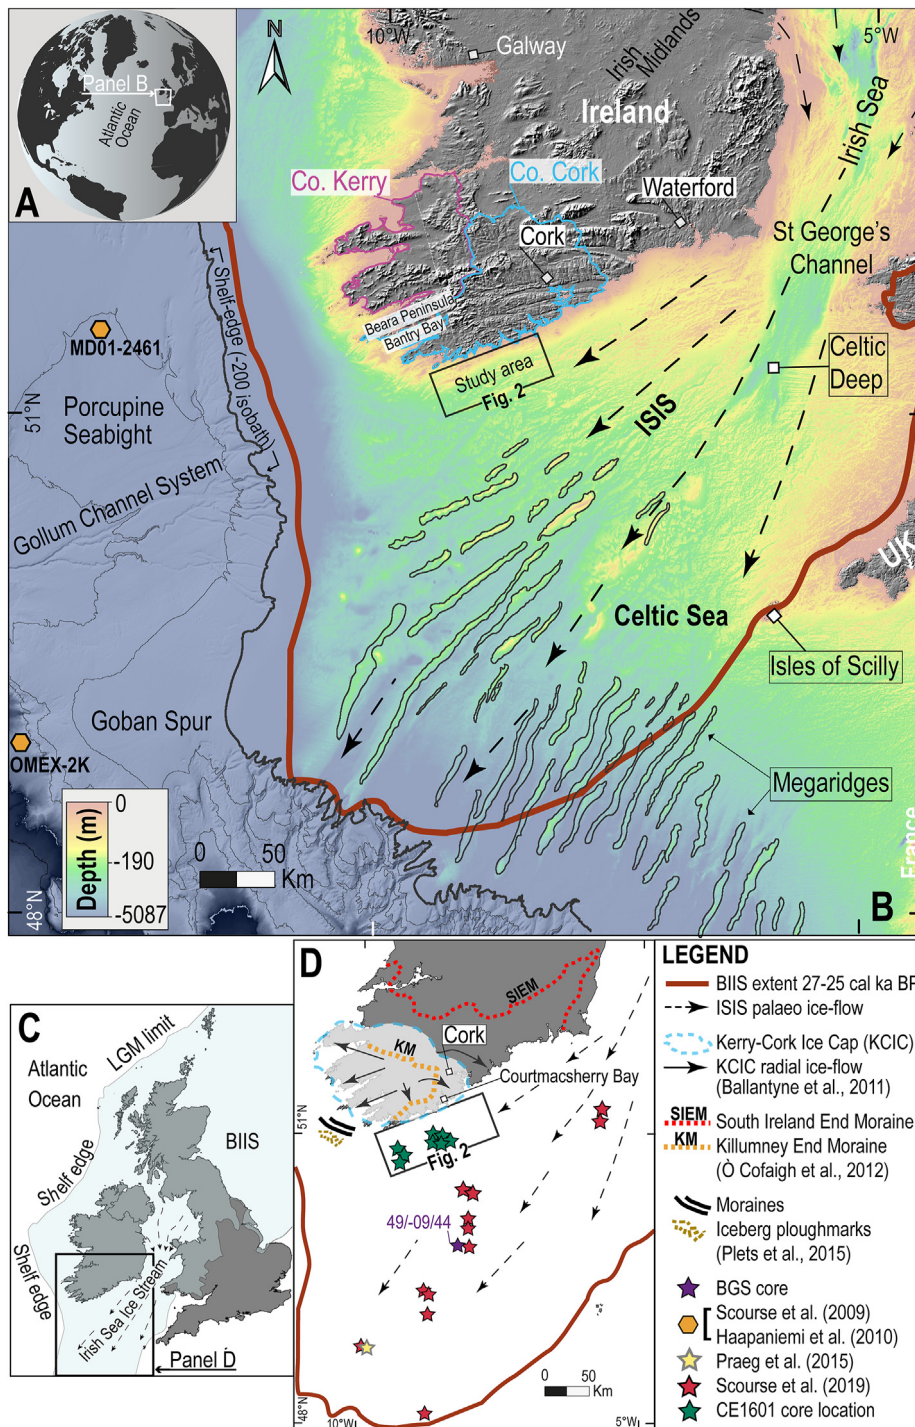 A
Panel B
Atlantic
Ocean
N
10°W
5°W
Galway
Irish
Midlands
Ireland
Irish Sea
Co. Kerry
Co. Cork
Waterford
Cork
St George's
Channel
Beara Peninsula
Bantry Bay
Study area
Fig. 2
Celtic
Deep
ISIS
Shelf-edge (-200 isobath)
MD01-2461
51°N
Porcupine
Seabight
Gollum Channel System
UK
Celtic Sea
Isles of Scilly
Goban Spur
OMEX-2K
Megaridges
Depth (m)
0
-190
-5087
0 50
Km
48°N
France
B
C
LGM limit
Atlantic
Ocean
BIIS
Shelf edge
Shelf edge
Irish Sea Ice Stream
Panel D
D
SIEM
KM
Cork
Courtmacsherry Bay
51°N
Fig. 2
49/-09/44
0 50
Km
48°N
10°W
5°W
LEGEND
BIIS extent 27-25 cal ka BP
ISIS palaeo ice-flow
Kerry-Cork Ice Cap (KCIC)
KCIC radial ice-flow
(Ballantyne et al., 2011)
SIEM
South Ireland End Moraine
KM
Killumney End Moraine
(Ò Cofaigh et al., 2012)
Moraines
Iceberg ploughmarks
(Plets et al., 2015)
BGS core
Scourse et al. (2009)
Haapaniemi et al. (2010)
Praeg et al. (2015)
Scourse et al. (2019)
CE1601 core location